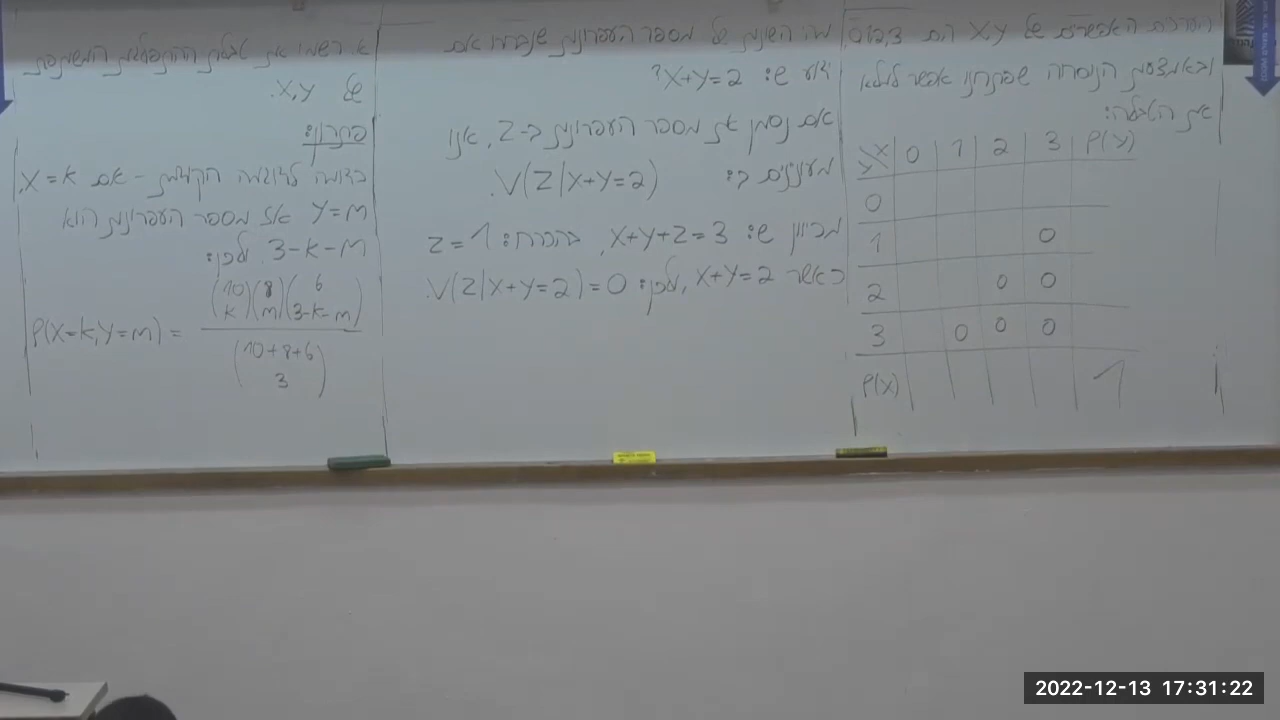 הערכים האפשריים של X,Y הם 0,1,2,3
ובאמצעות הנוסחה שפיתחנו אפשר למלא
את הטבלה:
Y X 0 1 2 3 P(Y)
0
1 0
2 0 0
3 0 0 0
P(X) 1
מה השונות של מספר העפרונות שנבחרו אם
ידוע ש: X+Y=2?
אם נסמן את מספר העפרונות ב-Z, אנו
מעוניינים ב: V(Z|X+Y=2).
מכיוון ש: X+Y+Z=3, בהכרח: Z=1
כאשר X+Y=2, ולכן: V(Z|X+Y=2)=0.
א. רשמו את טבלת ההתפלגות המשותפת
של X,Y.
פתרון:
בדומה לדוגמה הקודמת - אם X=k,
Y=m אז מספר העפרונות הוא
3-k-m. לכן:
P(X=k,Y=m) = (10 k)(8 m)(6 3-k-m) / (10+8+6 3)
2022-12-13 17:31:22